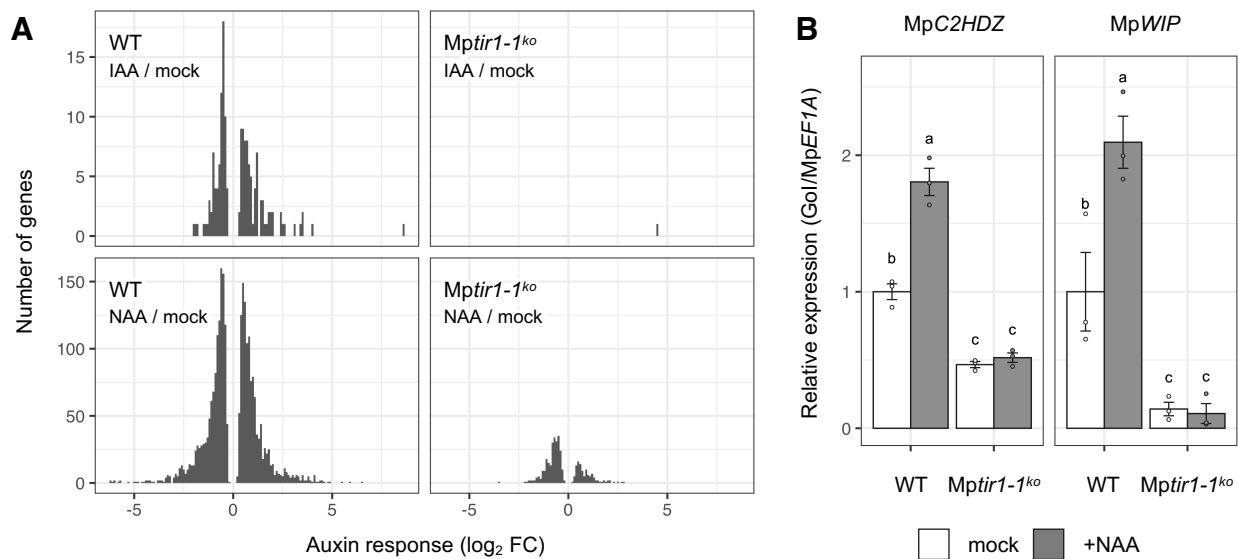 A
WT
IAA / mock
Mptir1-1ᵏᵒ
IAA / mock
15
10
5
0
WT
NAA / mock
Mptir1-1ᵏᵒ
NAA / mock
150
100
50
0
-5
0
5
-5
0
5
Number of genes
Auxin response (log₂ FC)
B
MpC2HDZ
MpWIP
Relative expression (GoI/MpEF1A)
2
1
0
b
a
c
c
b
a
c
c
WT
Mptir1-1ᵏᵒ
WT
Mptir1-1ᵏᵒ
mock
+NAA